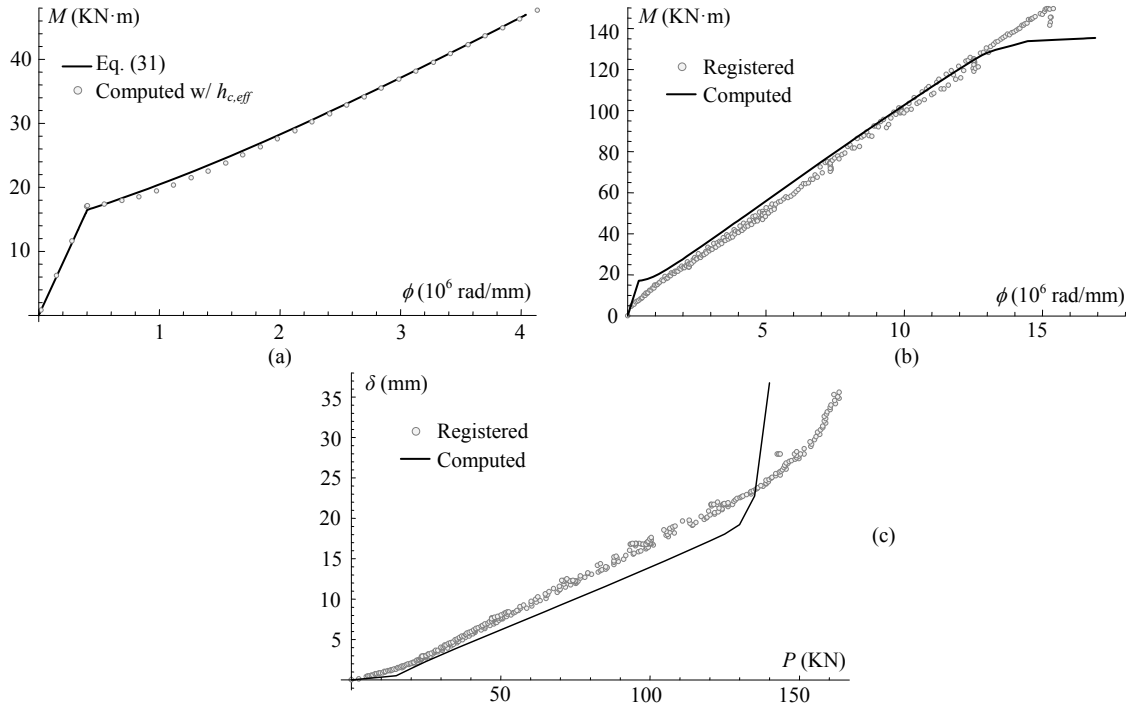 M (KN·m)
Eq. (31)
Computed w/ h_{c,eff}
40
30
20
10
1
2
3
4
ϕ (10⁶ rad/mm)
(a)
M (KN·m)
(b)
Registered
Computed
140
120
100
80
60
40
20
0
5
10
15
ϕ (10⁶ rad/mm)
(b)
δ (mm)
Registered
Computed
35
30
25
20
15
10
5
50
100
150
P (KN)
(c)